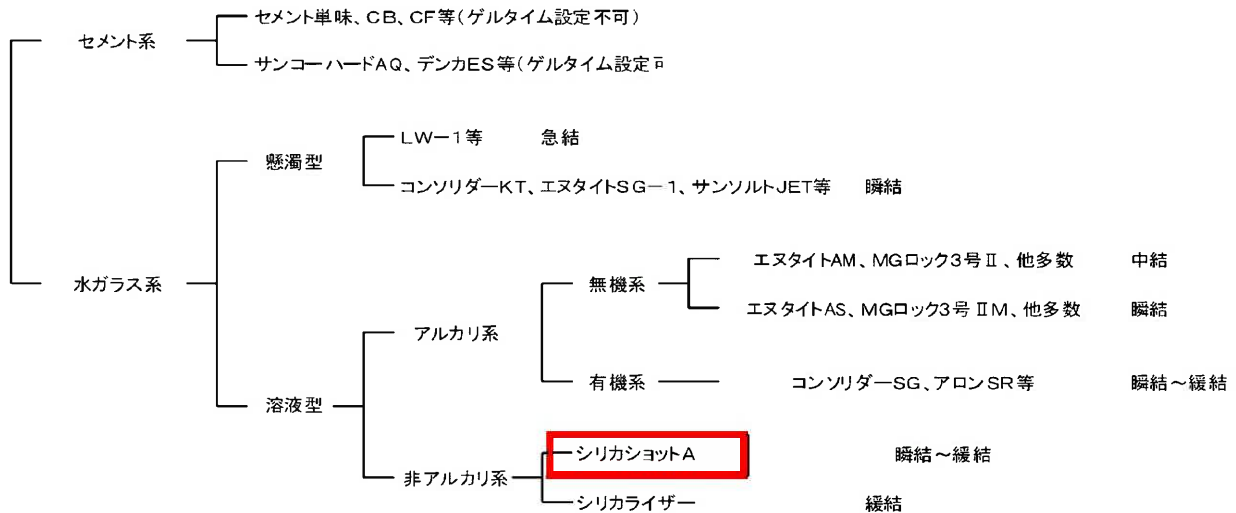 セメント系
セメント単味、CB、CF等(ゲルタイム設定不可)
サンコーハードAQ、デンカES等(ゲルタイム設定
水ガラス系
懸濁型
LW-1等 急結
コンソリダーKT、エヌタイトSG-1、サンソルトJET等 瞬結
溶液型
アルカリ系
無機系
エヌタイトAM、MGロック3号Ⅱ、他多数 中結
エヌタイトAS、MGロック3号ⅡM、他多数 瞬結
有機系
コンソリダーSG、アロンSR等 瞬結~緩結
非アルカリ系
シリカショットA 瞬結~緩結
シリカライザー 緩結